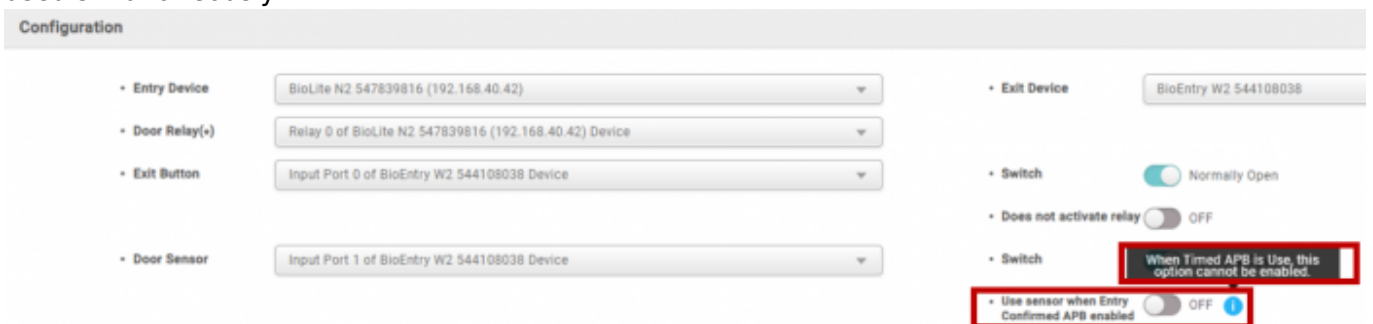 Configuration
• Entry Device BioLite N2 547839816 (192.168.40.42) • Exit Device BioEntry W2 544108038
• Door Relay(*) Relay 0 of BioLite N2 547839816 (192.168.40.42) Device
• Exit Button Input Port 0 of BioEntry W2 544108038 Device • Switch Normally Open
• Does not activate relay OFF
• Door Sensor Input Port 1 of BioEntry W2 544108038 Device • Switch When Timed APB is Use, this
option cannot be enabled.
• Use sensor when Entry
Confirmed APB enabled OFF i